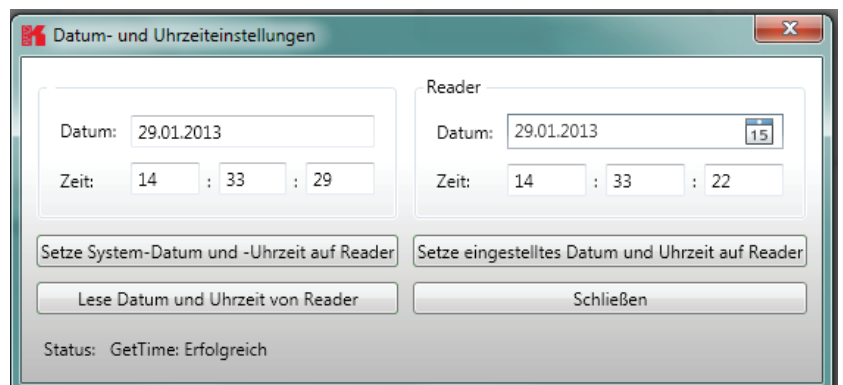 Datum- und Uhrzeiteinstellungen
Reader
Datum: 29.01.2013
Datum: 29.01.2013 15
Zeit: 14 : 33 : 29
Zeit: 14 : 33 : 22
Setze System-Datum und -Uhrzeit auf Reader
Setze eingestelltes Datum und Uhrzeit auf Reader
Lese Datum und Uhrzeit von Reader
Schließen
Status: GetTime: Erfolgreich